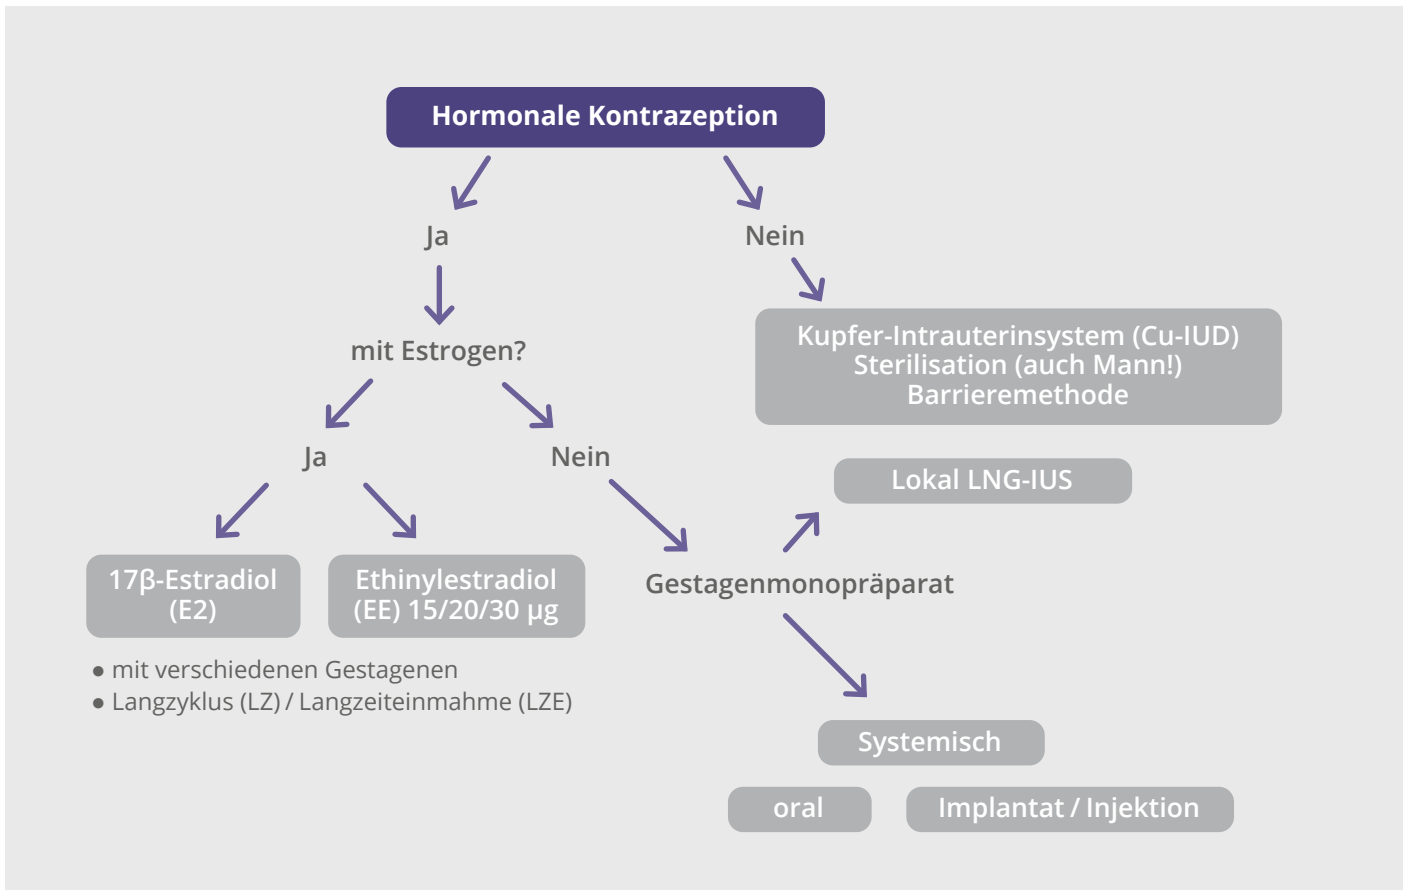 Hormonale Kontrazeption
Ja
Nein
mit Estrogen?
Kupfer-Intrauterinsystem (Cu-IUD)
Sterilisation (auch Mann!)
Barrieremethode
Ja
Nein
Lokal LNG-IUS
17β-Estradiol
(E2)
Ethinylestradiol
(EE) 15/20/30 µg
Gestagenmonopräparat
● mit verschiedenen Gestagenen
● Langzyklus (LZ) / Langzeiteinmahme (LZE)
Systemisch
oral
Implantat / Injektion